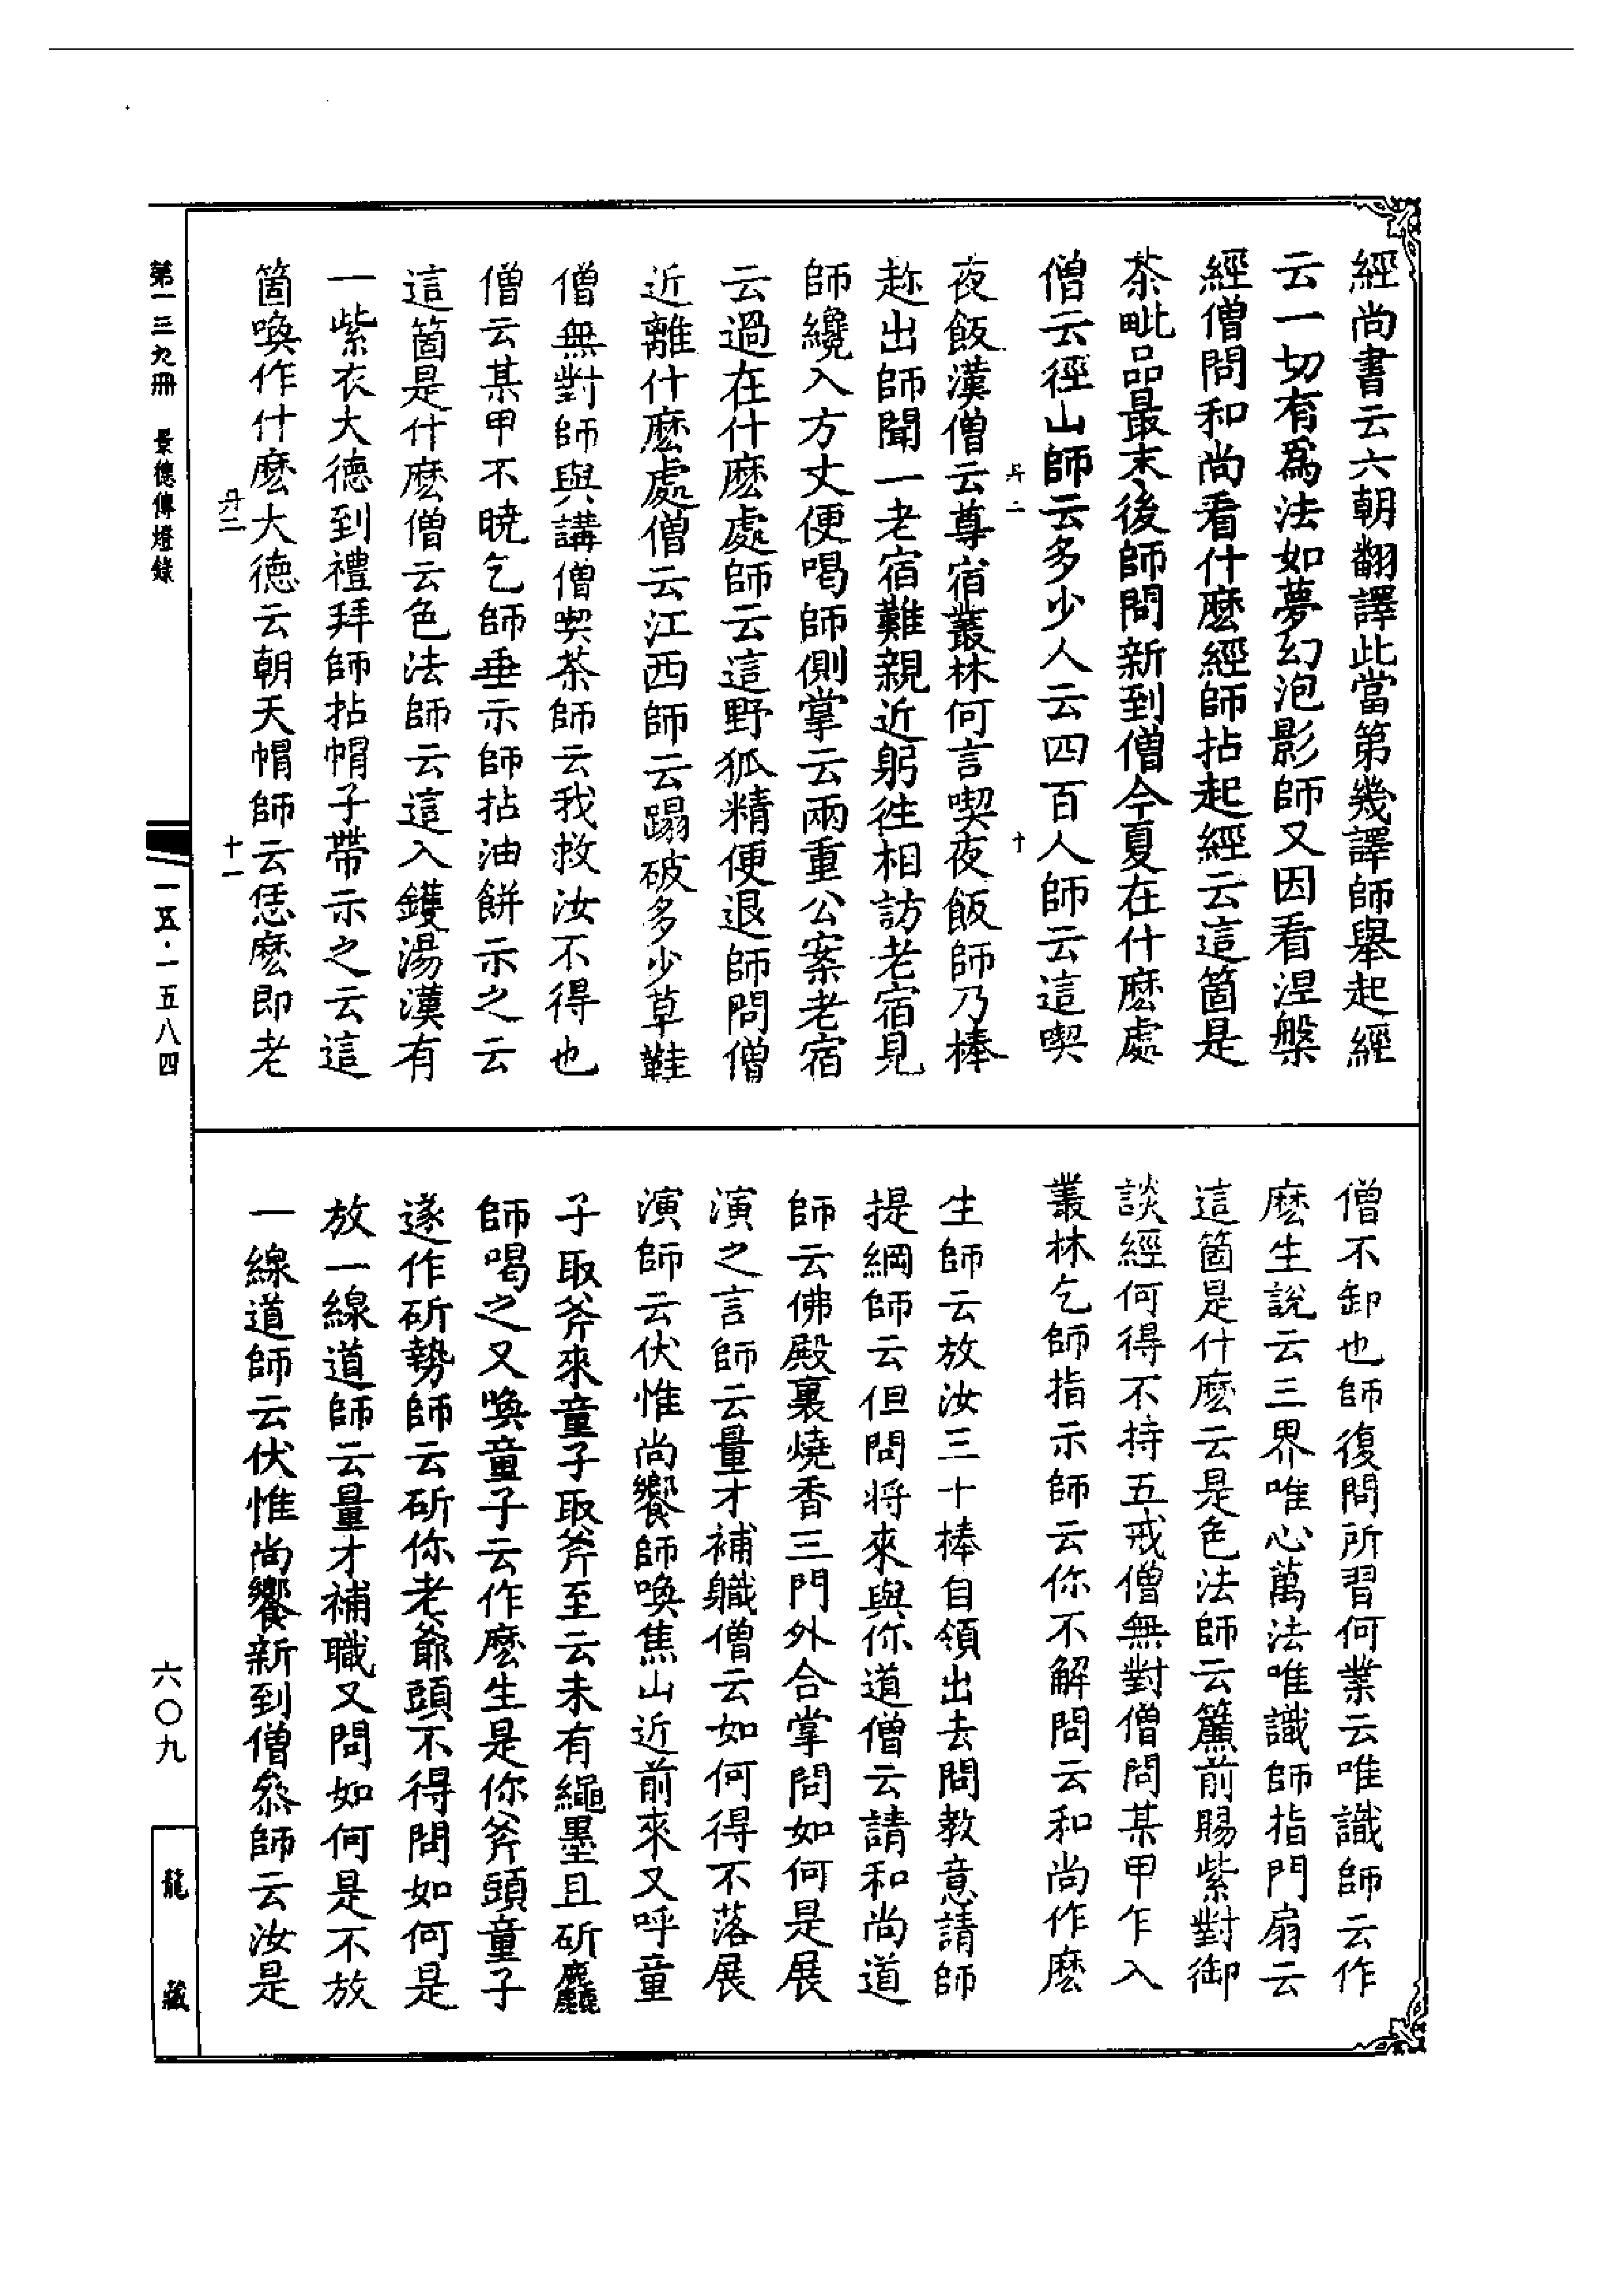 經尚書云六朝翻譯此當第幾譯師舉起經
云一切有爲法如夢幻泡影師又因看涅槃
經僧問和尚看什麽經師拈起經云這箇是
茶毗品最末後師問新到僧今夏在什麽處
僧云徑山師云多少人云四百人師云這喫
夜飯漢僧云尊宿叢林何言喫夜飯師乃棒
趂出師聞一老宿難親近躬徃相訪老宿見
師纔入方丈便喝師側掌云兩重公案老宿
云過在什麽處師云這野狐精便退師問僧
近離什麽處僧云江西師云蹋破多少草鞋
僧無對師與講僧喫茶師云我救汝不得也
僧云某甲不曉乞師垂示師拈油餅示之云
這箇是什麽僧云色法師云這入鑊湯漢有
一紫衣大德到禮拜師拈帽子帶示之云這
箇喚作什麽大德云朝天帽師云恁麽即老
僧不卸也師復問所習何業云唯識師云作
麽生說云三界唯心萬法唯識師指門扇云
這箇是什麽云是色法師云簾前賜紫對御
談經何得不持五戒僧無對僧問某甲乍入
叢林乞師指示師云你不解問云和尚作麽
生師云放汝三十棒自領出去問教意請師
提綱師云但問將來與你道僧云請和尚道
師云佛殿裏燒香三門外合掌問如何是展
演之言師云量才補職僧云如何得不落展
演師云伏惟尚饗師喚焦山近前來又呼童
子取斧來童子取斧至云未有繩墨且斫麤
師喝之又喚童子云作麽生是你斧頭童子
遂作斫勢師云斫你老爺頭不得問如何是
放一線道師云量才補職又問如何是不放
一線道師云伏惟尚饗新到僧叅師云汝是
丹二
十
丹二
十一
第一三九冊 景德傳燈錄
一五·一五八四
六〇九
龍藏